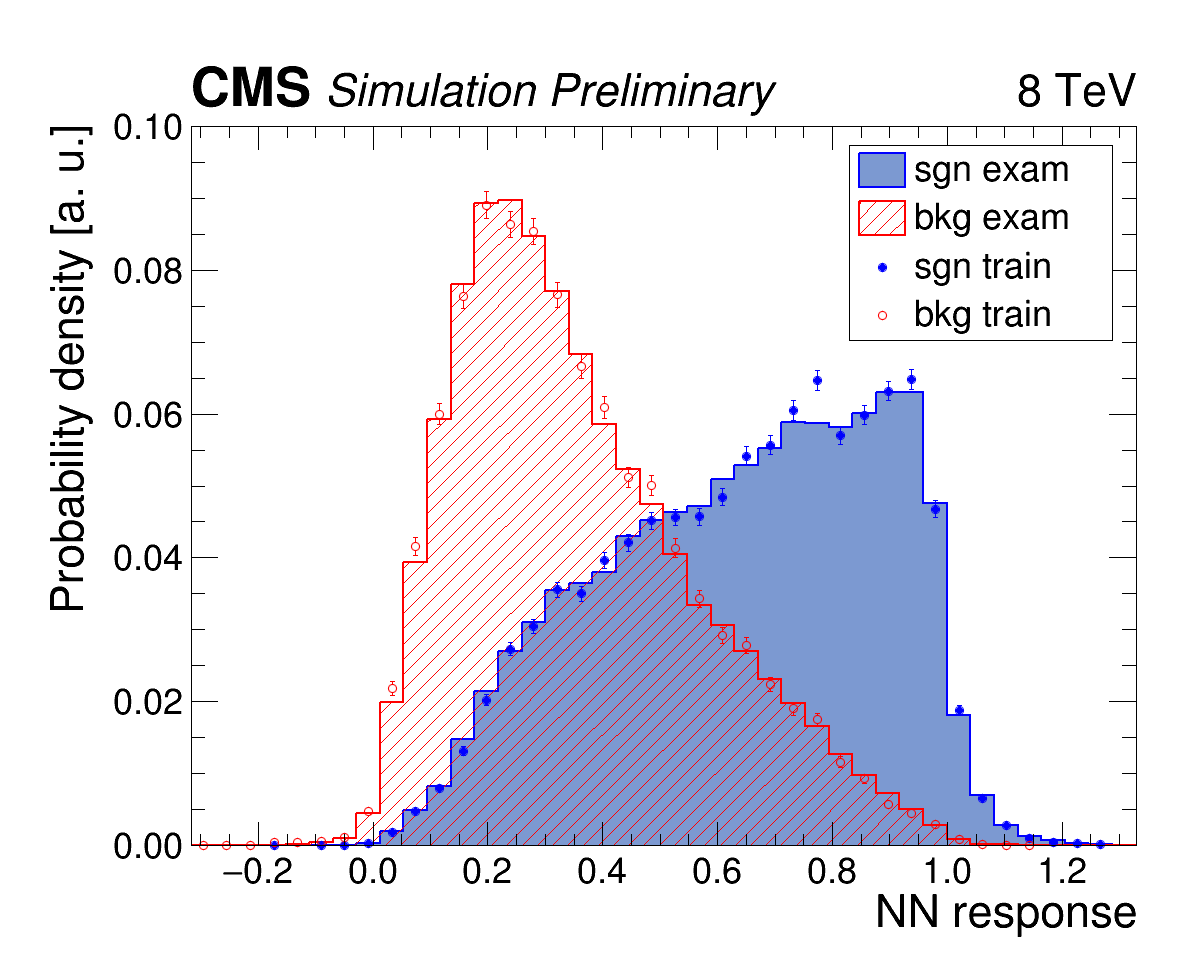 CMS Simulation Preliminary 8 TeV
Probability density [a. u.]
0.10
0.08
0.06
0.04
0.02
0.00
sgn exam
bkg exam
sgn train
bkg train
−0.2 0.0 0.2 0.4 0.6 0.8 1.0 1.2
NN response